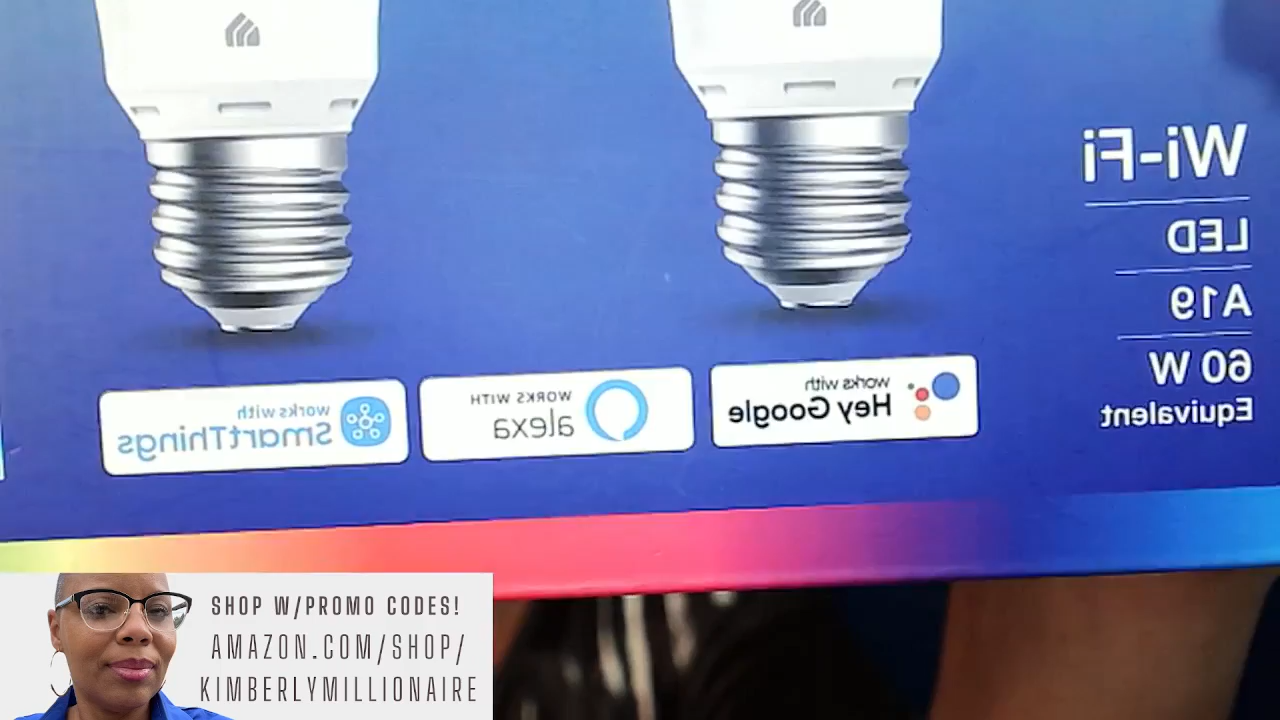 Wi-Fi
LED
A19
60 W
Equivalent
works with
Hey Google
WORKS WITH
alexa
works with
SmartThings
SHOP W/PROMO CODES!
AMAZON.COM/SHOP/
KIMBERLYMILLIONAIRE